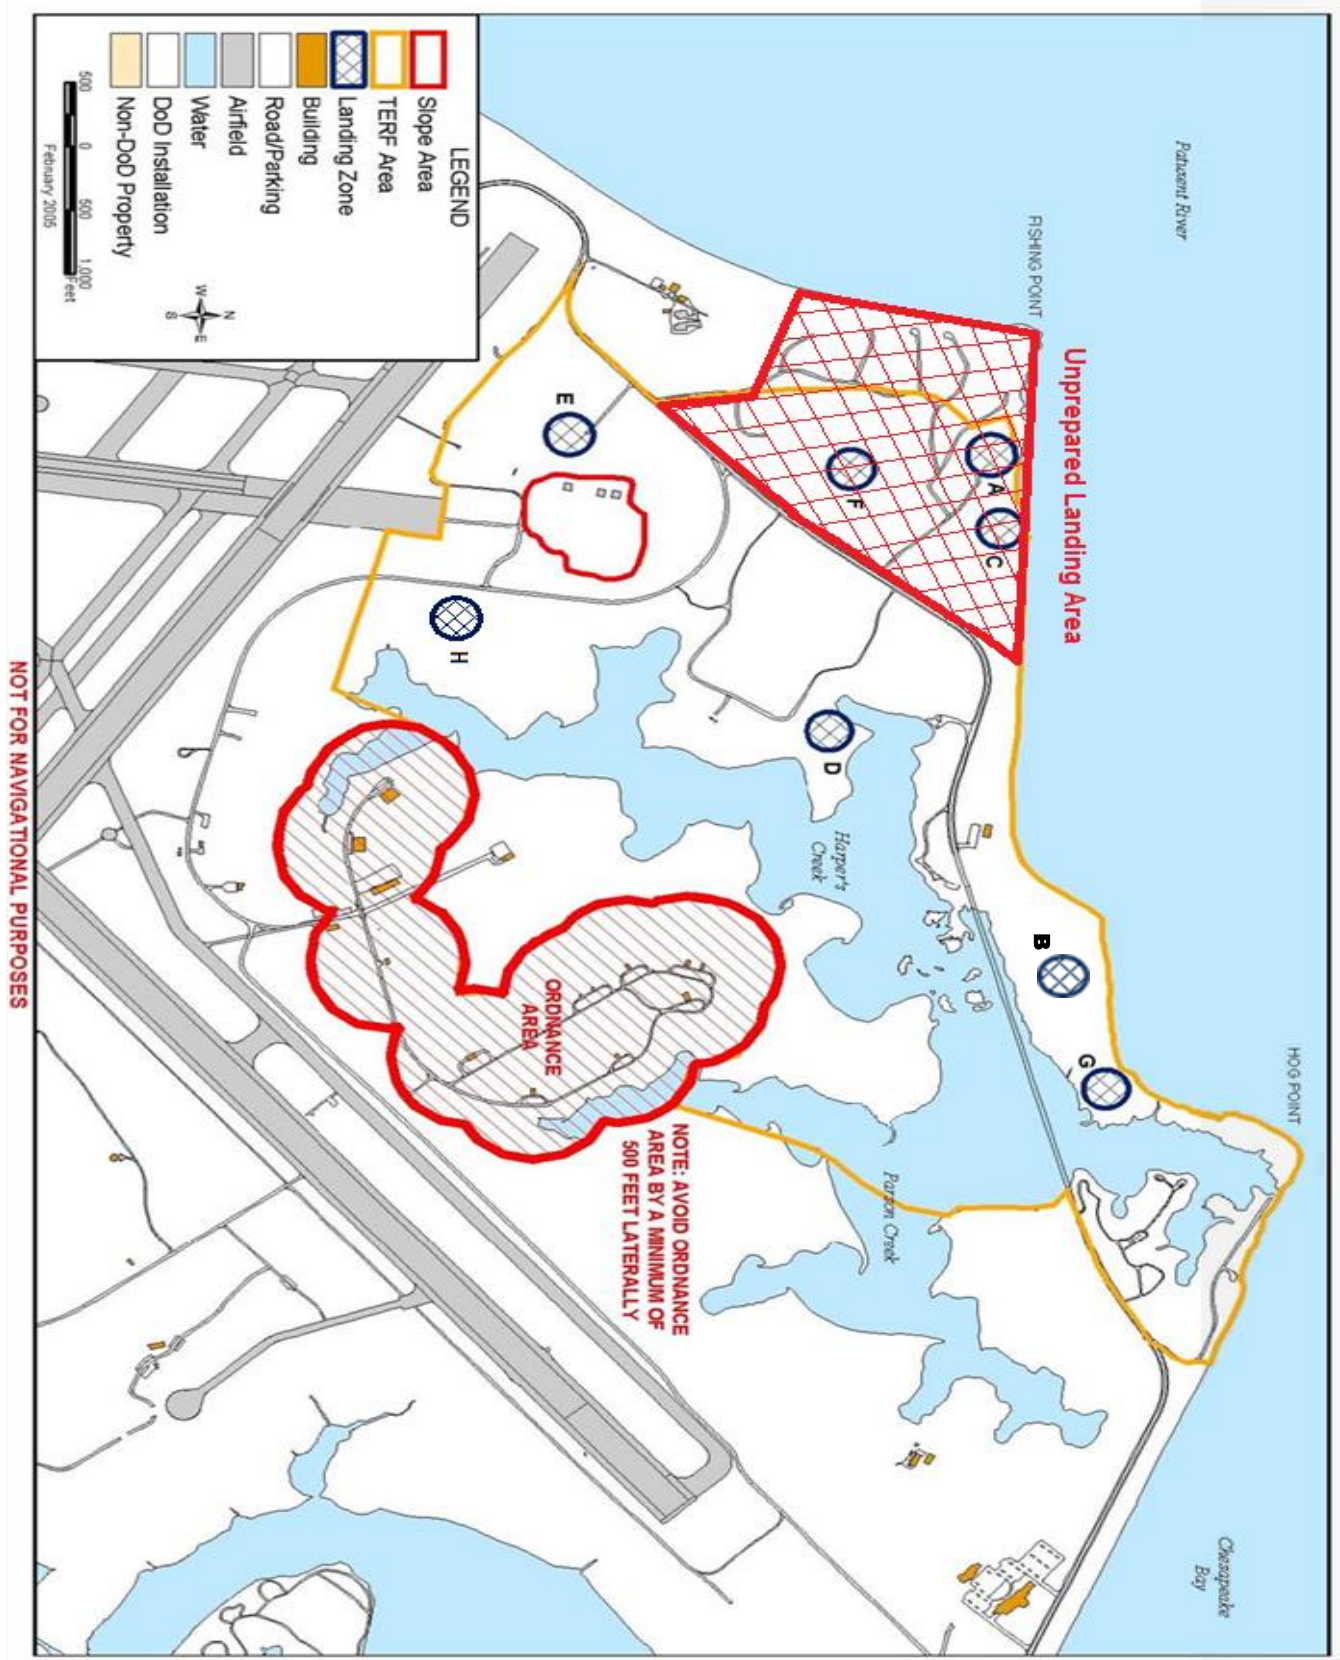 LEGEND
Slope Area
TERF Area
Landing Zone
Building
Road/Parking
Airfield
Water
DoD Installation
Non-DoD Property
500 0 500 1,000
Feet
February 2005
N
W E
S
Patuxent River
FISHING POINT
Unprepared Landing Area
A
C
F
E
H
D
B
G
Harper's
Creek
HOG POINT
ORDNANCE
AREA
NOTE: AVOID ORDNANCE
AREA BY A MINIMUM OF
500 FEET LATERALLY
Parson Creek
Chesapeake
Bay
NOT FOR NAVIGATIONAL PURPOSES